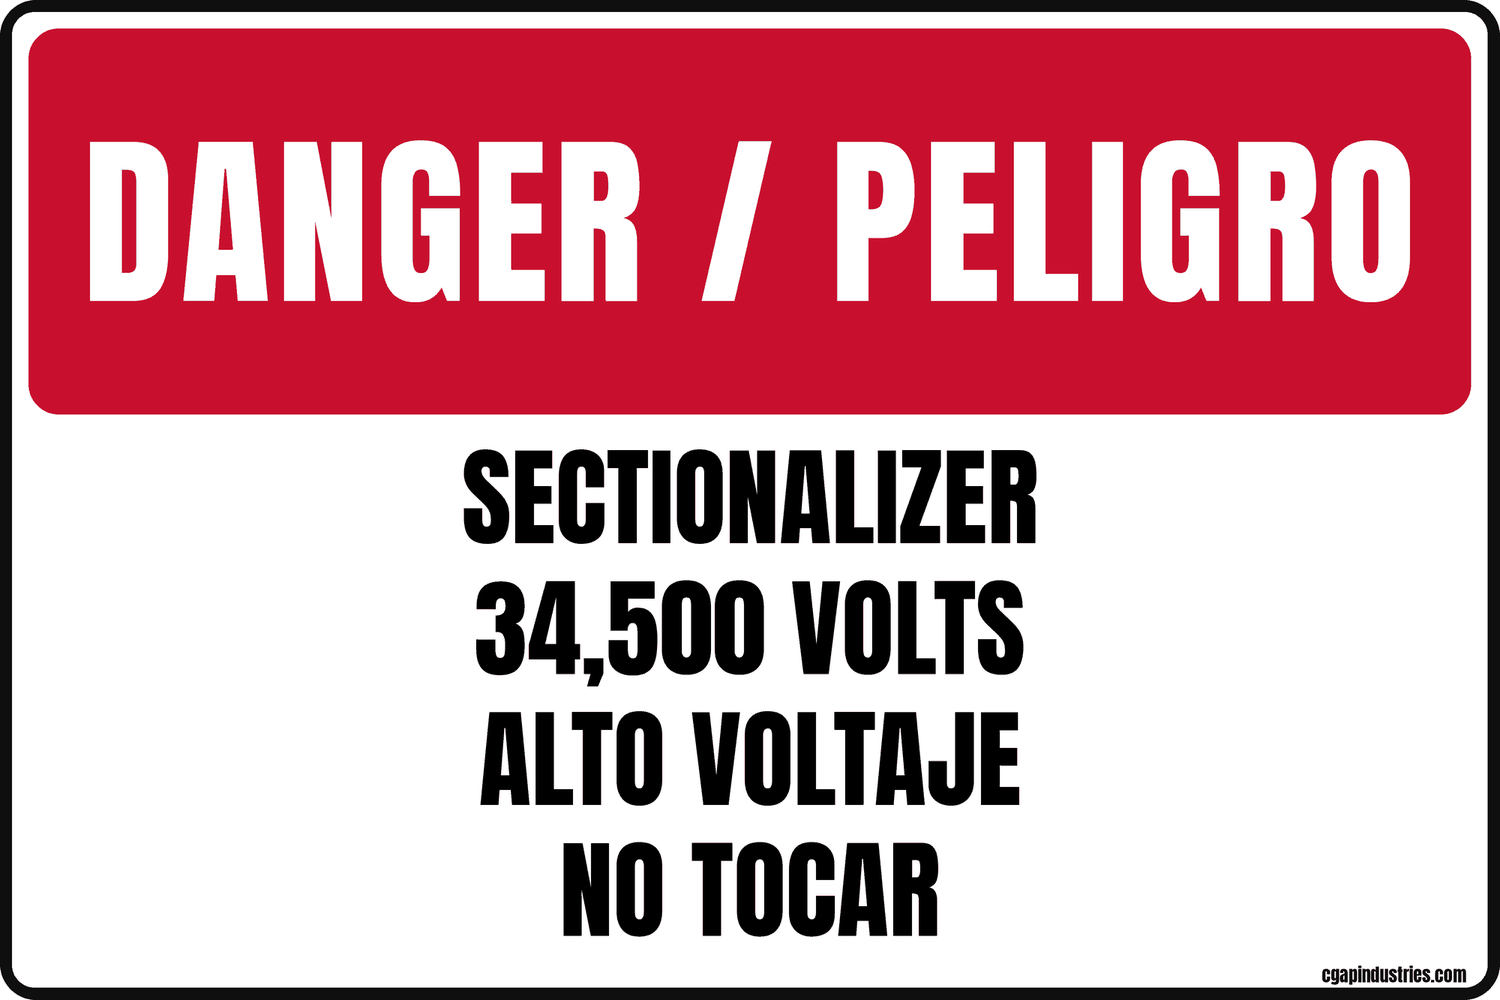 DANGER / PELIGRO
SECTIONALIZER
34,500 VOLTS
ALTO VOLTAJE
NO TOCAR
cgapindustries.com